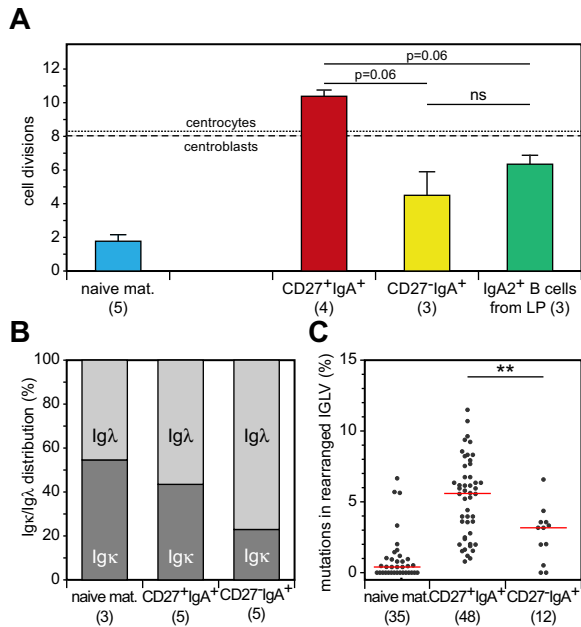 A
cell divisions
12
10
8
6
4
2
0
p=0.06
p=0.06
ns
centrocytes
centroblasts
naive mat.
(5)
CD27⁺IgA⁺
(4)
CD27⁻IgA⁺
(3)
IgA2⁺ B cells
from LP (3)
B
Igκ/Igλ distribution (%)
100
80
60
40
20
0
Igλ
Igλ
Igλ
Igκ
Igκ
Igκ
naive mat.
(3)
CD27⁺IgA⁺
(5)
CD27⁻IgA⁺
(5)
C
mutations in rearranged IGLV (%)
15
10
5
0
**
naive mat.
(35)
CD27⁺IgA⁺
(48)
CD27⁻IgA⁺
(12)